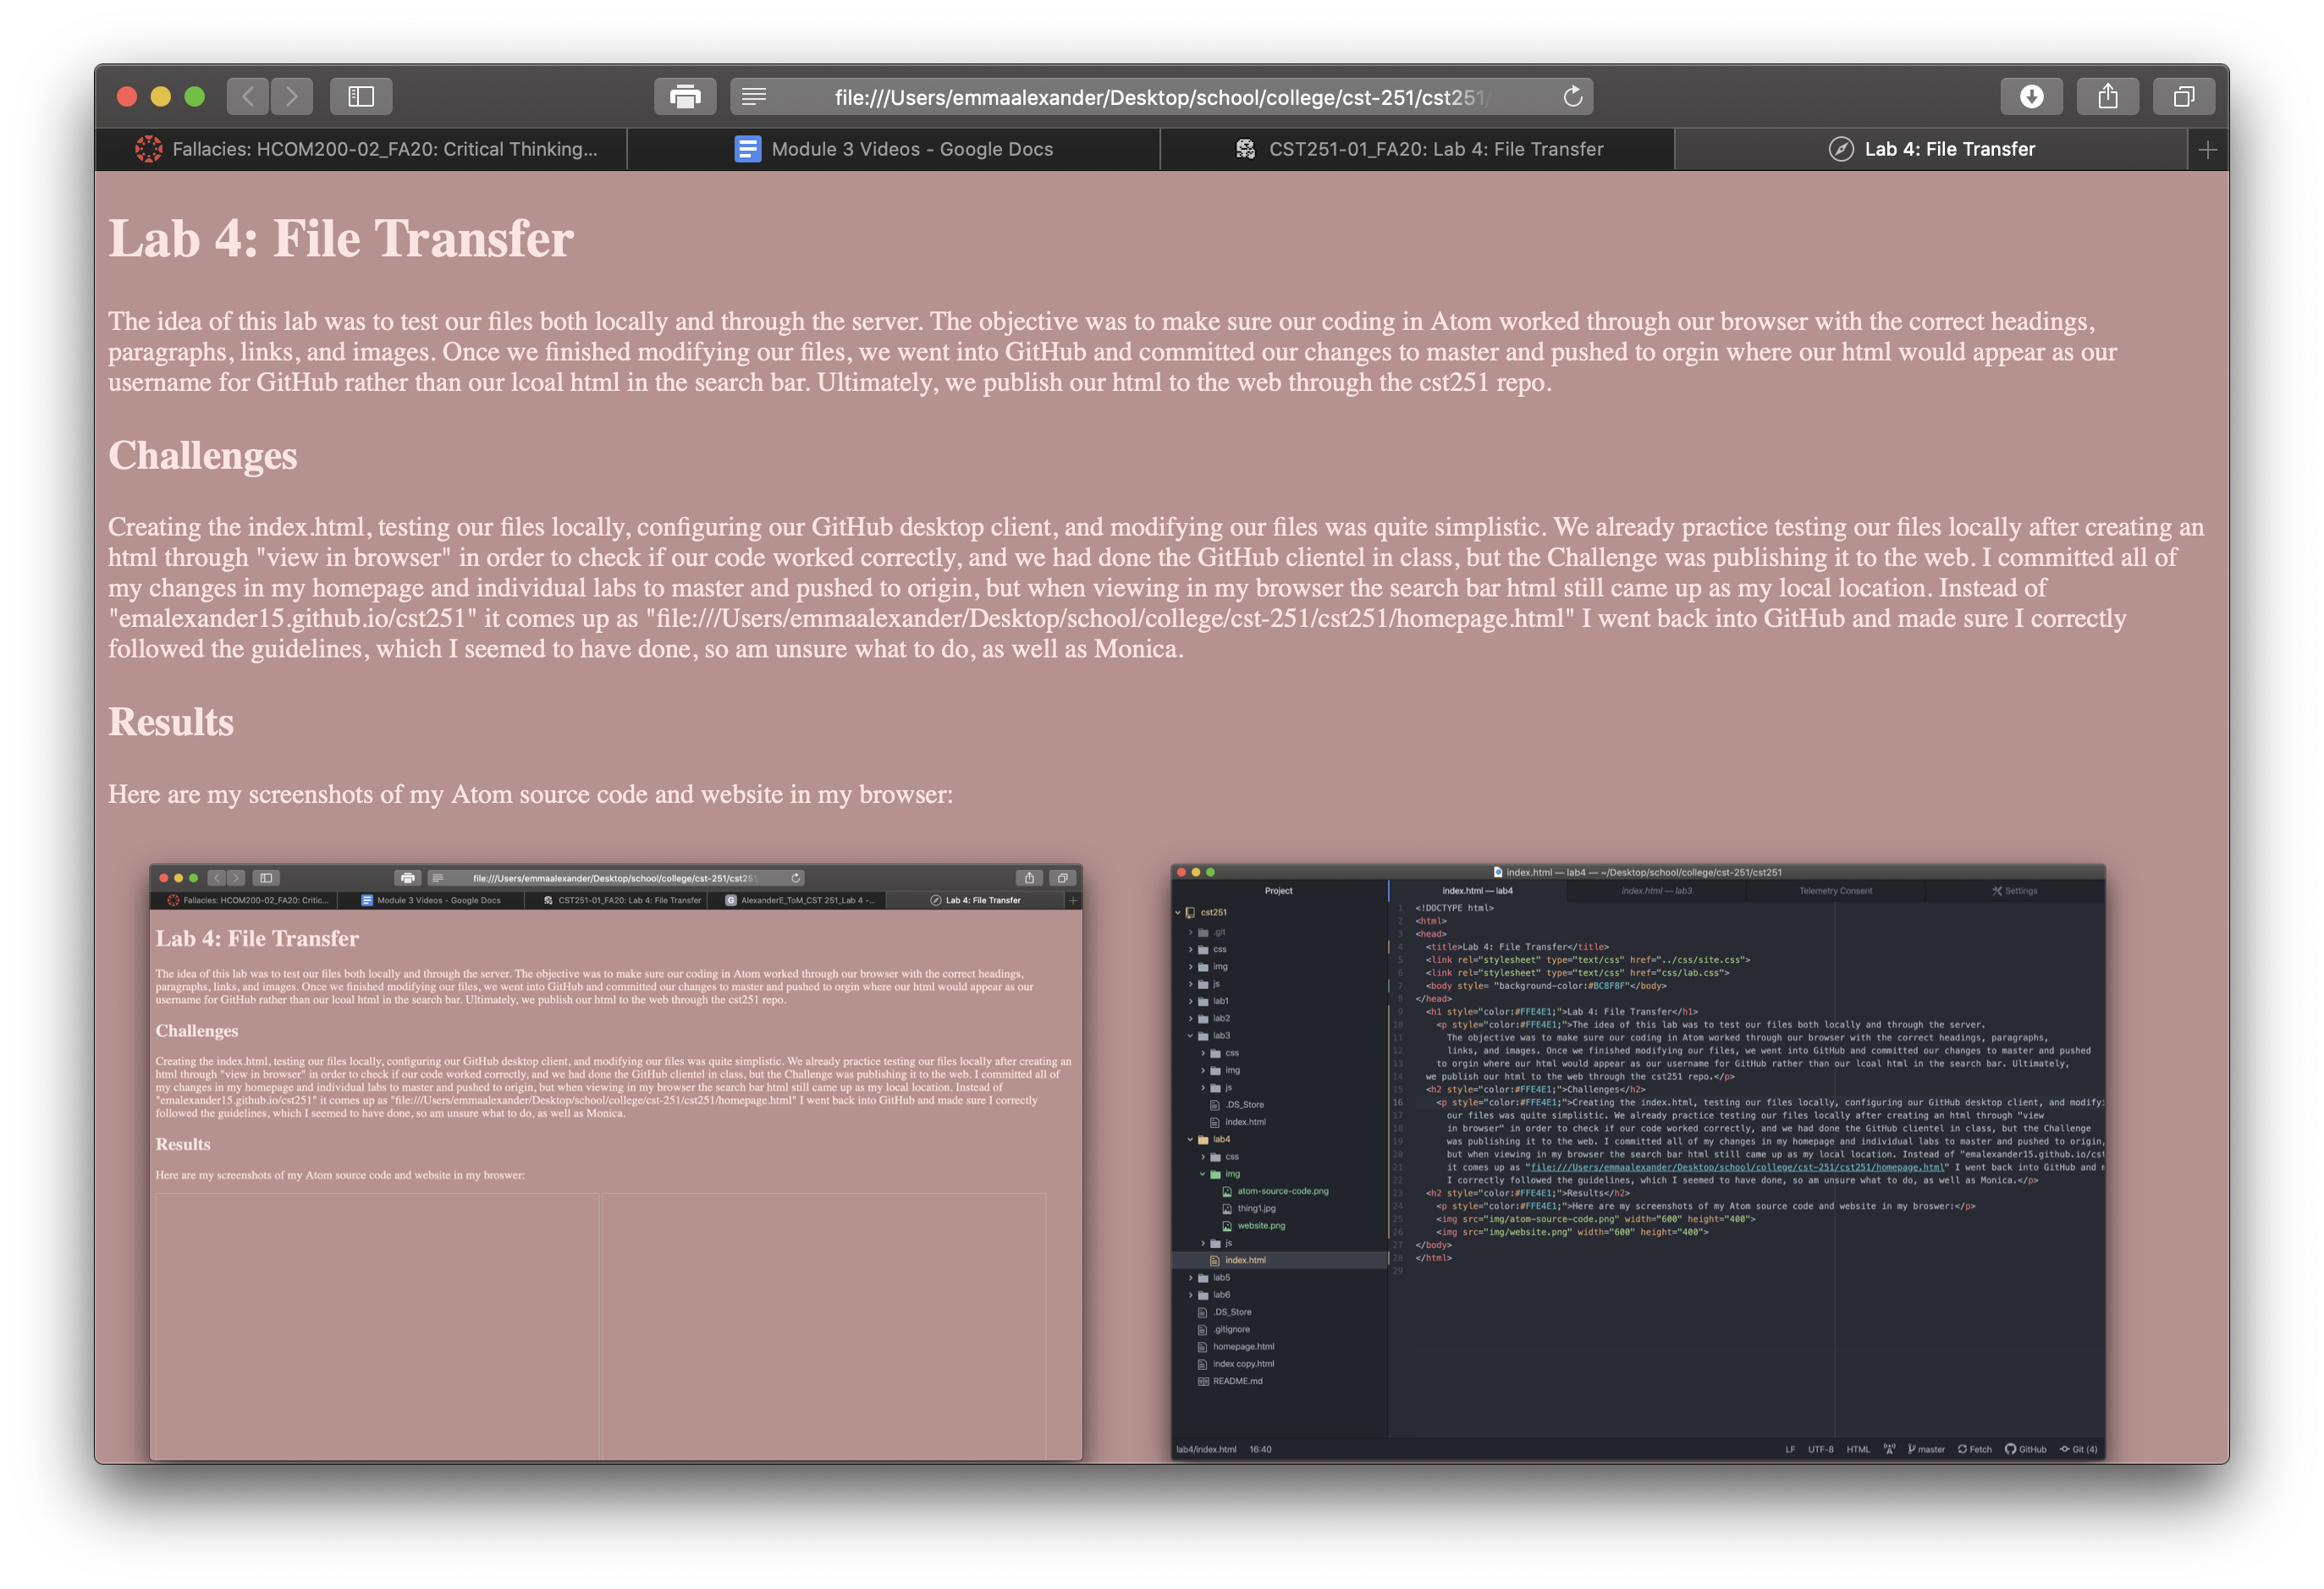 file:///Users/emmaalexander/Desktop/school/college/cst-251/cst251/
Fallacies: HCOM200-02_FA20: Critical Thinking...
Module 3 Videos - Google Docs
CST251-01_FA20: Lab 4: File Transfer
Lab 4: File Transfer
Lab 4: File Transfer
The idea of this lab was to test our files both locally and through the server. The objective was to make sure our coding in Atom worked through our browser with the correct headings,
paragraphs, links, and images. Once we finished modifying our files, we went into GitHub and committed our changes to master and pushed to orgin where our html would appear as our
username for GitHub rather than our lcoal html in the search bar. Ultimately, we publish our html to the web through the cst251 repo.
Challenges
Creating the index.html, testing our files locally, configuring our GitHub desktop client, and modifying our files was quite simplistic. We already practice testing our files locally after creating an
html through "view in browser" in order to check if our code worked correctly, and we had done the GitHub clientel in class, but the Challenge was publishing it to the web. I committed all of
my changes in my homepage and individual labs to master and pushed to origin, but when viewing in my browser the search bar html still came up as my local location. Instead of
"emalexander15.github.io/cst251" it comes up as "file:///Users/emmaalexander/Desktop/school/college/cst-251/cst251/homepage.html" I went back into GitHub and made sure I correctly
followed the guidelines, which I seemed to have done, so am unsure what to do, as well as Monica.
Results
Here are my screenshots of my Atom source code and website in my browser:
file:///Users/emmaalexander/Desktop/school/college/cst-251/cst251
Fallacies: HCOM200-02_FA20: Critic...
Module 3 Videos - Google Docs
CST251-01_FA20: Lab 4: File Transfer
G AlexanderE_ToM_CST 251_Lab 4 -...
Lab 4: File Transfer
Lab 4: File Transfer
The idea of this lab was to test our files both locally and through the server. The objective was to make sure our coding in Atom worked through our browser with the correct headings,
paragraphs, links, and images. Once we finished modifying our files, we went into GitHub and committed our changes to master and pushed to orgin where our html would appear as our
username for GitHub rather than our lcoal html in the search bar. Ultimately, we publish our html to the web through the cst251 repo.
Challenges
Creating the index.html, testing our files locally, configuring our GitHub desktop client, and modifying our files was quite simplistic. We already practice testing our files locally after creating an
html through "view in browser" in order to check if our code worked correctly, and we had done the GitHub clientel in class, but the Challenge was publishing it to the web. I committed all of
my changes in my homepage and individual labs to master and pushed to origin, but when viewing in my browser the search bar html still came up as my local location. Instead of
"emalexander15.github.io/cst251" it comes up as "file:///Users/emmaalexander/Desktop/school/college/cst-251/cst251/homepage.html" I went back into GitHub and made sure I correctly
followed the guidelines, which I seemed to have done, so am unsure what to do, as well as Monica.
Results
Here are my screenshots of my Atom source code and website in my broswer:
index.html — lab4 — ~/Desktop/school/college/cst-251/cst251
Project
cst251
.git
css
img
js
lab1
lab2
lab3
css
img
js
.DS_Store
index.html
lab4
css
img
atom-source-code.png
thing1.jpg
website.png
js
index.html
lab5
lab6
.DS_Store
.gitignore
homepage.html
index copy.html
README.md
index.html — lab4
index.html — lab3
Telemetry Consent
Settings
1 <!DOCTYPE html>
2 <html>
3 <head>
4 <title>Lab 4: File Transfer</title>
5 <link rel="stylesheet" type="text/css" href="../css/site.css">
6 <link rel="stylesheet" type="text/css" href="css/lab.css">
7 <body style= "background-color:#BC8F8F"</body>
8 </head>
9 <h1 style="color:#FFE4E1;">Lab 4: File Transfer</h1>
10 <p style="color:#FFE4E1;">The idea of this lab was to test our files both locally and through the server.
11 The objective was to make sure our coding in Atom worked through our browser with the correct headings, paragraphs,
12 links, and images. Once we finished modifying our files, we went into GitHub and committed our changes to master and pushed
13 to orgin where our html would appear as our username for GitHub rather than our lcoal html in the search bar. Ultimately,
14 we publish our html to the web through the cst251 repo.</p>
15 <h2 style="color:#FFE4E1;">Challenges</h2>
16 <p style="color:#FFE4E1;">Creating the index.html, testing our files locally, configuring our GitHub desktop client, and modifyi
17 our files was quite simplistic. We already practice testing our files locally after creating an html through "view
18 in browser" in order to check if our code worked correctly, and we had done the GitHub clientel in class, but the Challenge
19 was publishing it to the web. I committed all of my changes in my homepage and individual labs to master and pushed to origin,
20 but when viewing in my browser the search bar html still came up as my local location. Instead of "emalexander15.github.io/cst
21 it comes up as "file:///Users/emmaalexander/Desktop/school/college/cst-251/cst251/homepage.html" I went back into GitHub and m
22 I correctly followed the guidelines, which I seemed to have done, so am unsure what to do, as well as Monica.</p>
23 <h2 style="color:#FFE4E1;">Results</h2>
24 <p style="color:#FFE4E1;">Here are my screenshots of my Atom source code and website in my broswer:</p>
25 <img src="img/atom-source-code.png" width="600" height="400">
26 <img src="img/website.png" width="600" height="400">
27 </body>
28 </html>
29
lab4/index.html 16:40
LF UTF-8 HTML master Fetch GitHub Git (4)